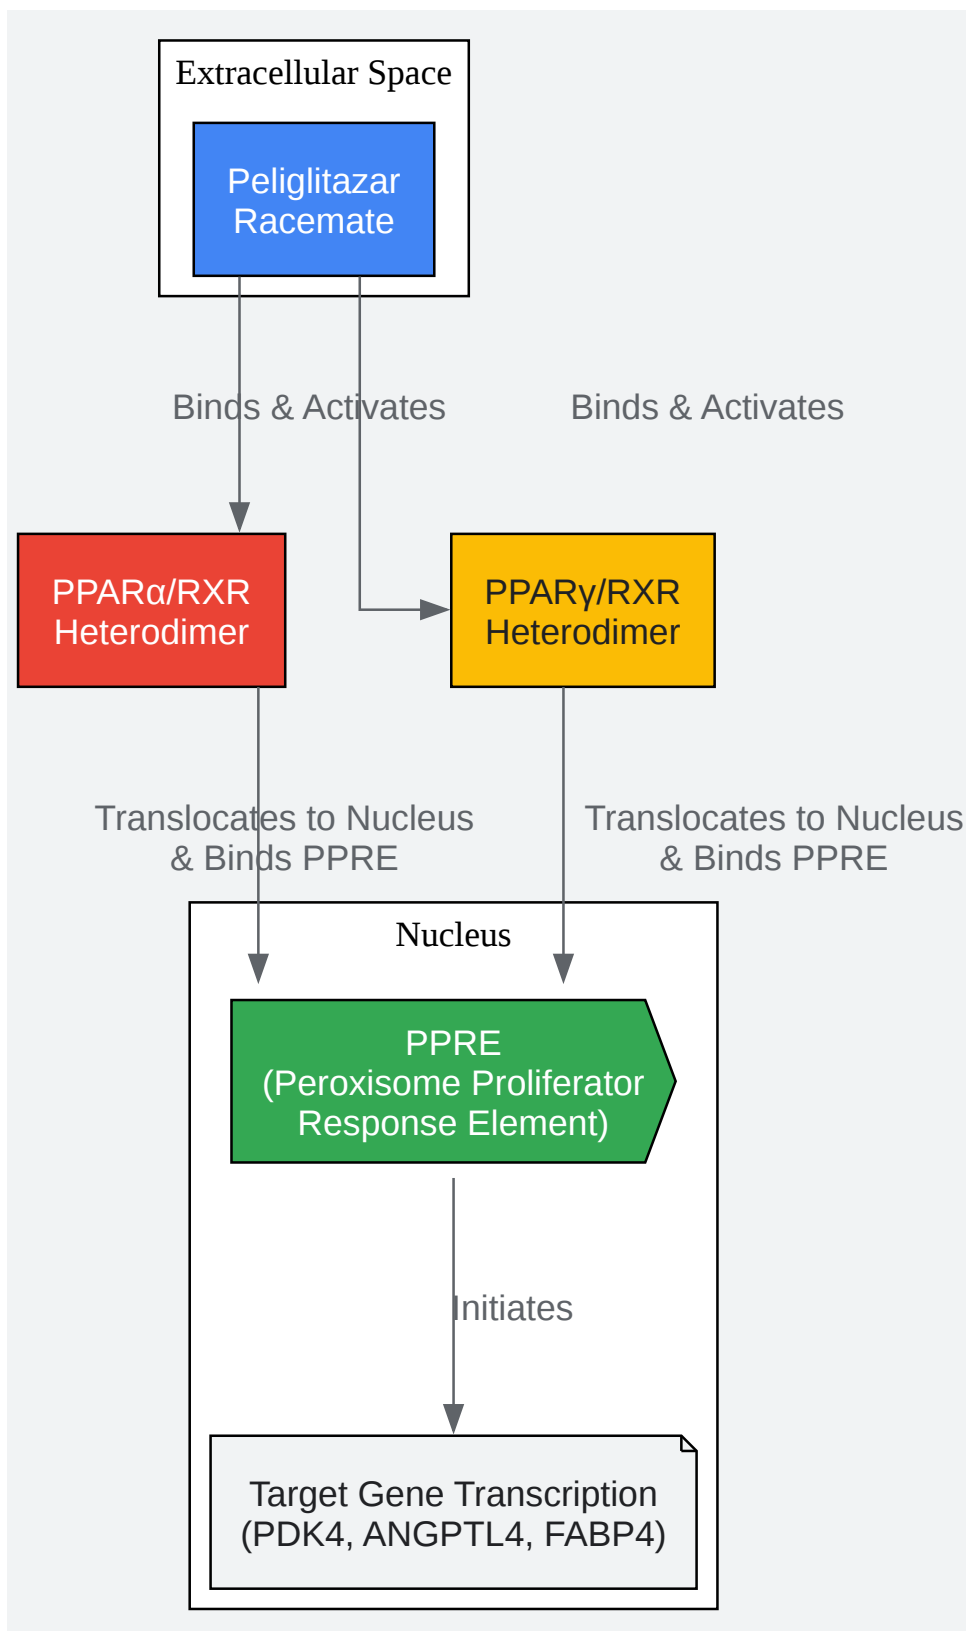 Extracellular Space
Peliglitazar
Racemate
Binds & Activates
Binds & Activates
PPARα/RXR
Heterodimer
PPARγ/RXR
Heterodimer
Translocates to Nucleus
& Binds PPRE
Translocates to Nucleus
& Binds PPRE
Nucleus
PPRE
(Peroxisome Proliferator
Response Element)
Initiates
Target Gene Transcription
(PDK4, ANGPTL4, FABP4)